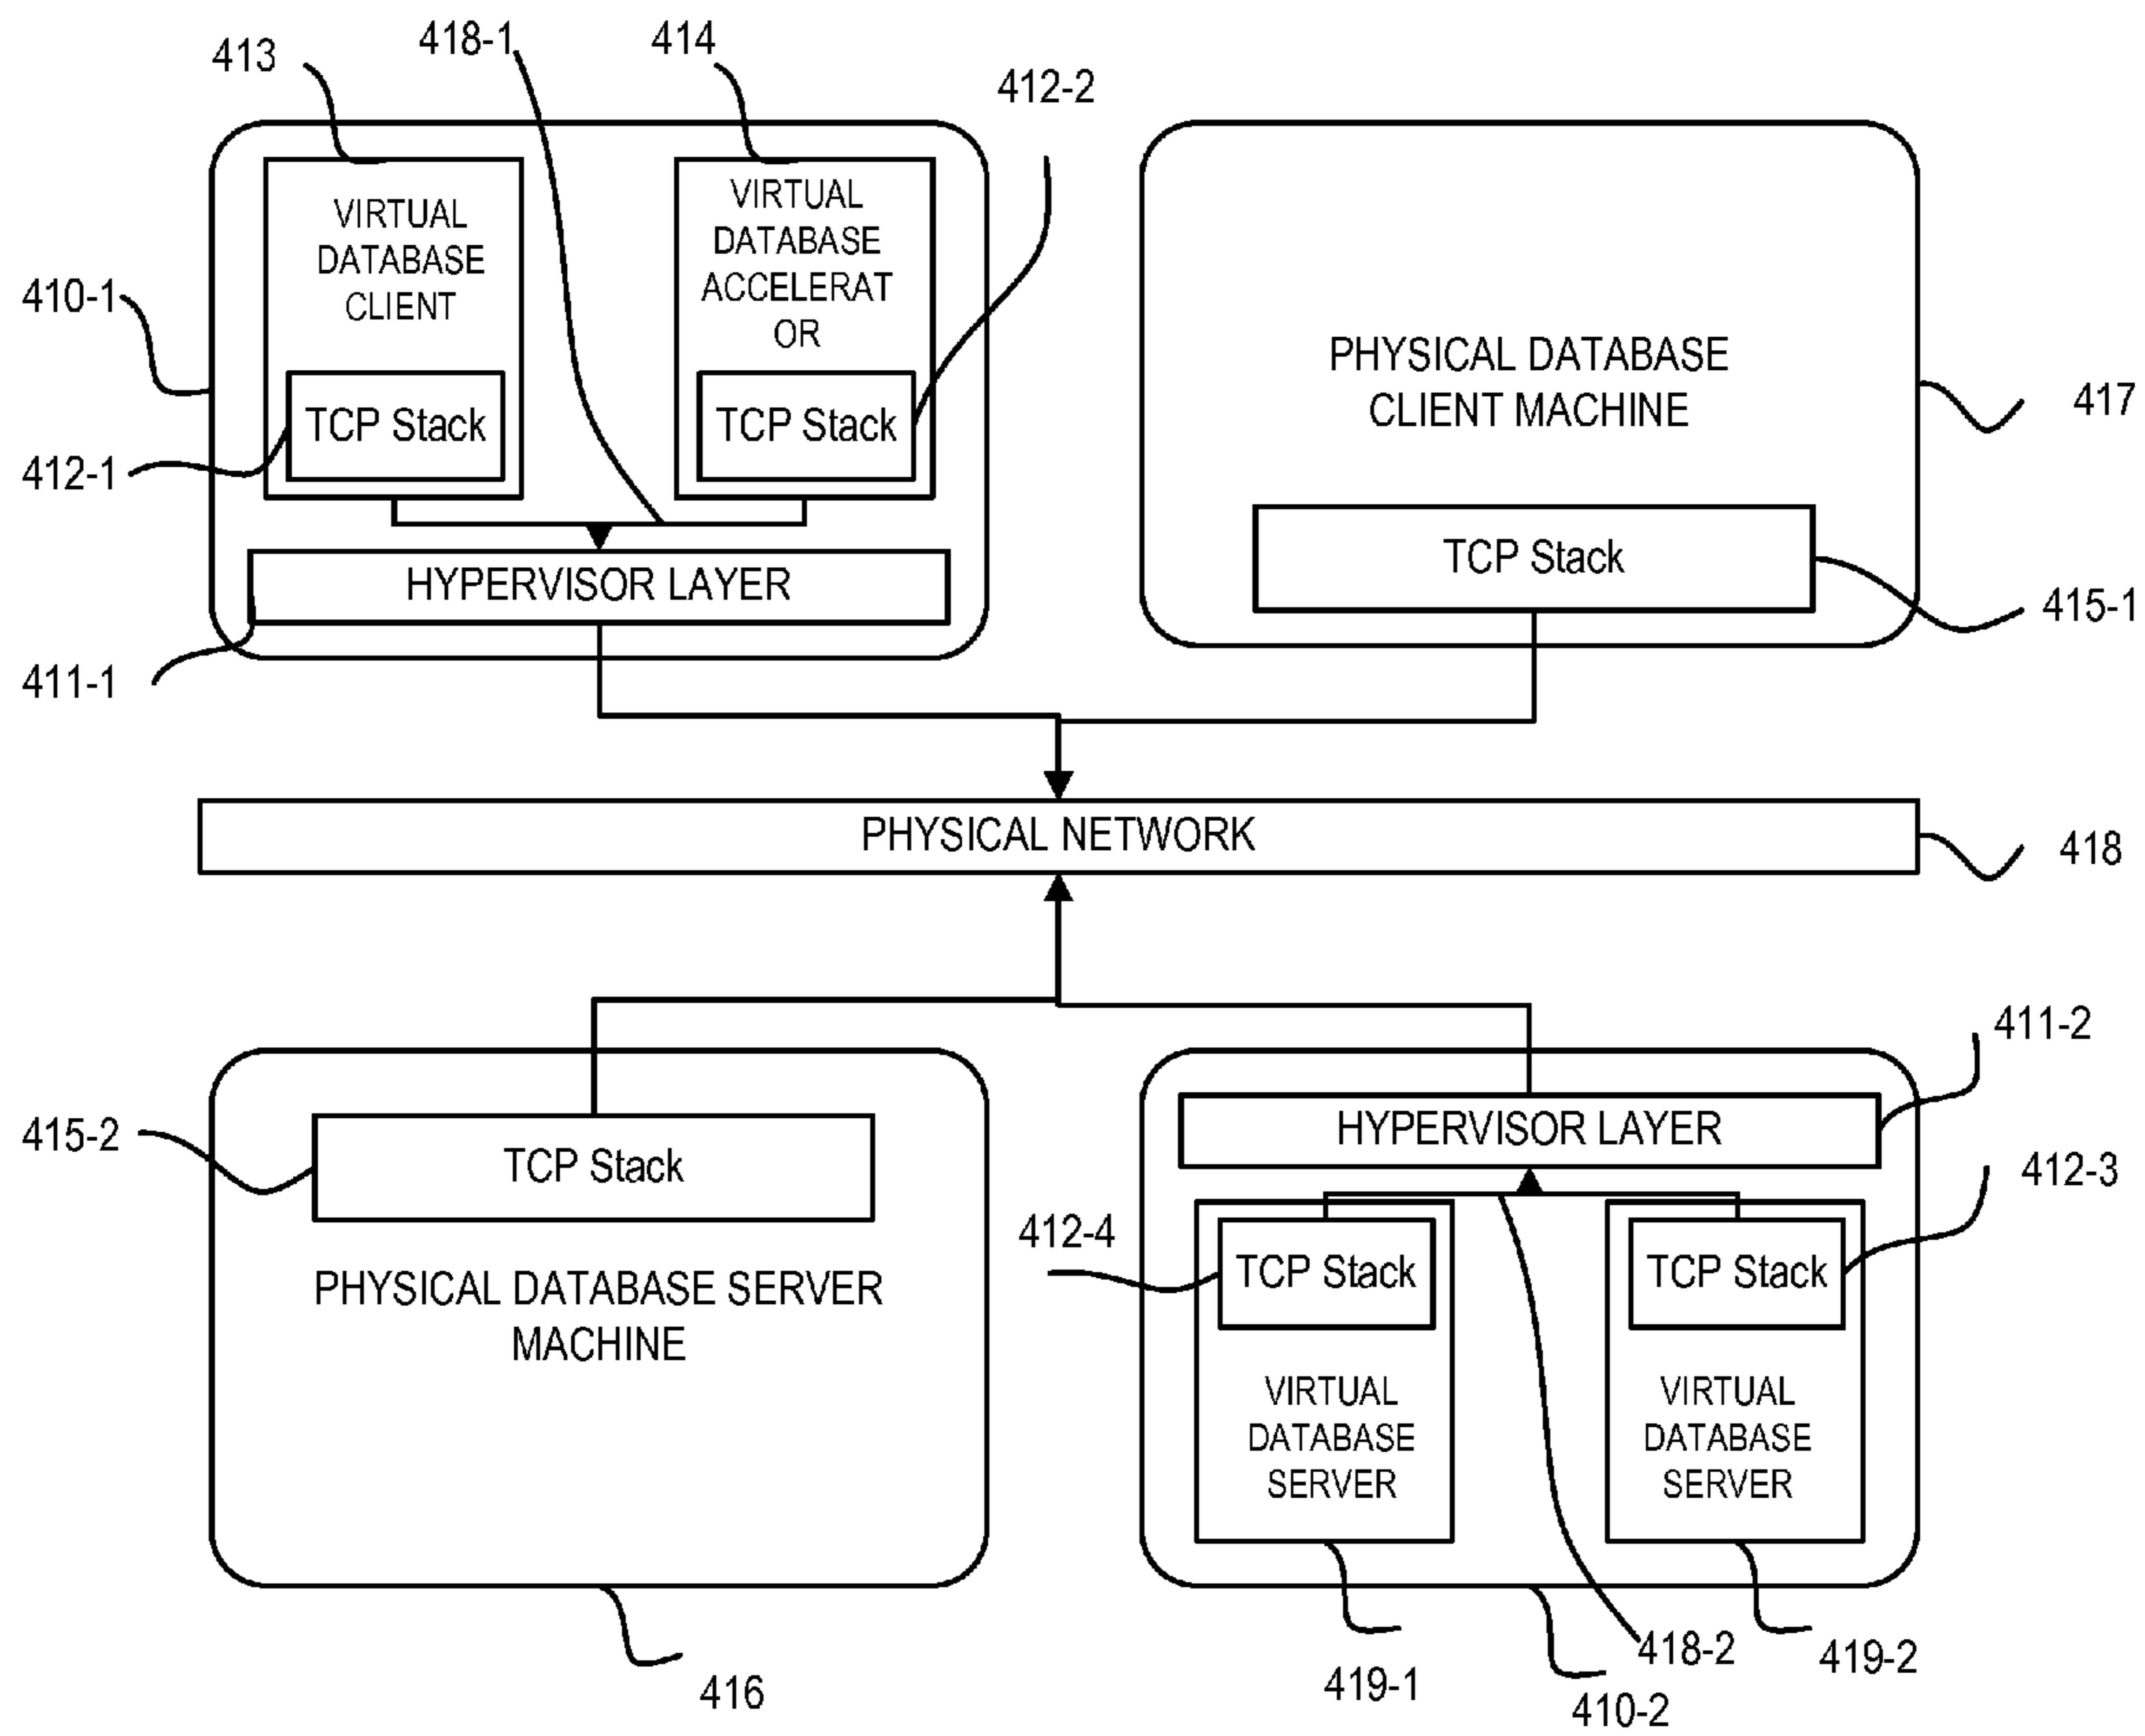 413
418-1
414
412-2
VIRTUAL
DATABASE
CLIENT
VIRTUAL
DATABASE
ACCELERAT
OR
410-1
TCP Stack
TCP Stack
412-1
HYPERVISOR LAYER
411-1
PHYSICAL DATABASE
CLIENT MACHINE
417
TCP Stack
415-1
PHYSICAL NETWORK
418
415-2
TCP Stack
PHYSICAL DATABASE SERVER
MACHINE
416
411-2
HYPERVISOR LAYER
412-3
412-4
TCP Stack
TCP Stack
VIRTUAL
DATABASE
SERVER
VIRTUAL
DATABASE
SERVER
419-1
410-2
418-2
419-2